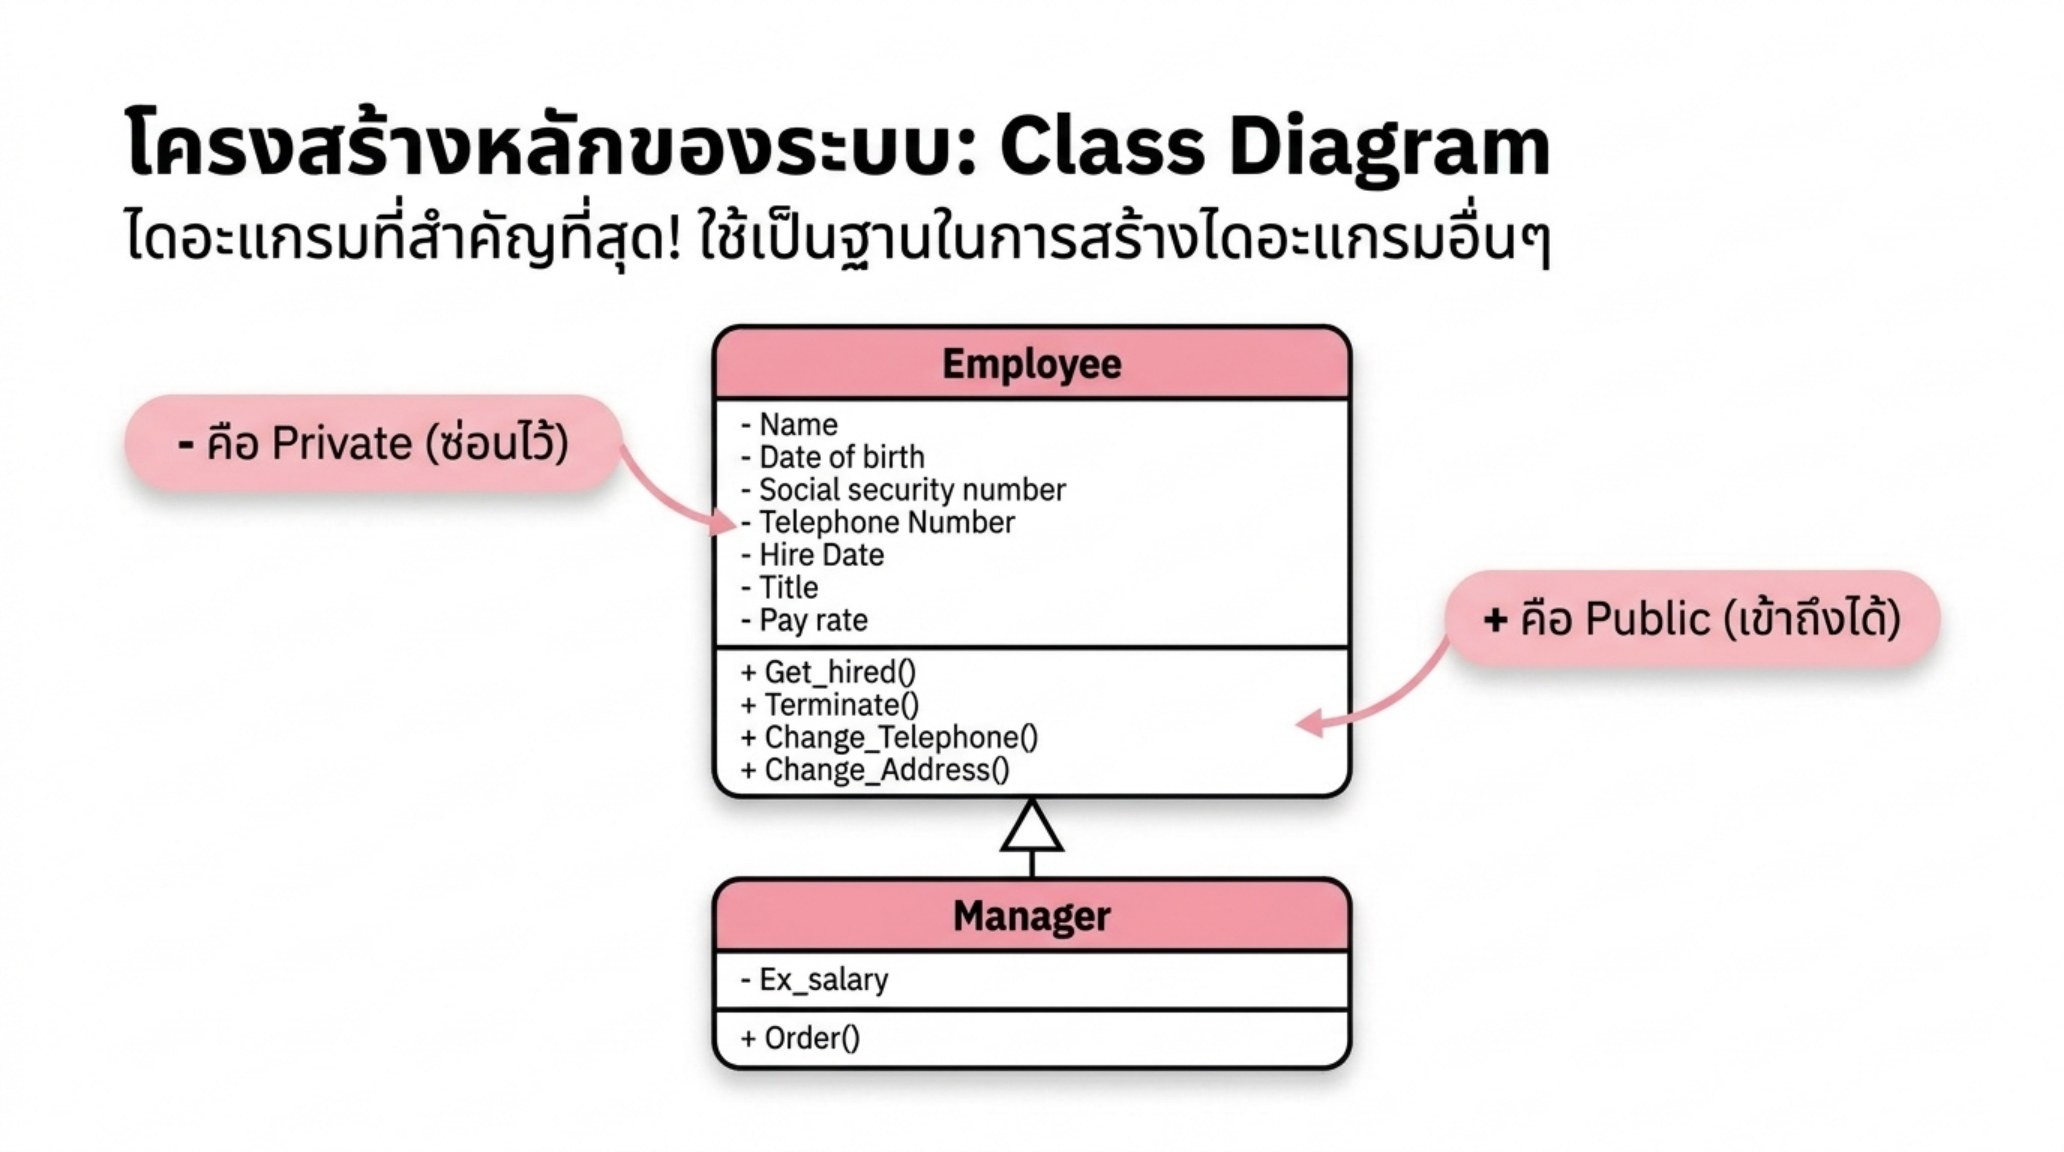 โครงสร้างหลักของระบบ: Class Diagram
ไดอะแกรมที่สำคัญที่สุด! ใช้เป็นฐานในการสร้างไดอะแกรมอื่นๆ
- คือ Private (ซ่อนไว้)
Employee
- Name
- Date of birth
- Social security number
- Telephone Number
- Hire Date
- Title
- Pay rate
+ คือ Public (เข้าถึงได้)
+ Get_hired()
+ Terminate()
+ Change_Telephone()
+ Change_Address()
Manager
- Ex_salary
+ Order()